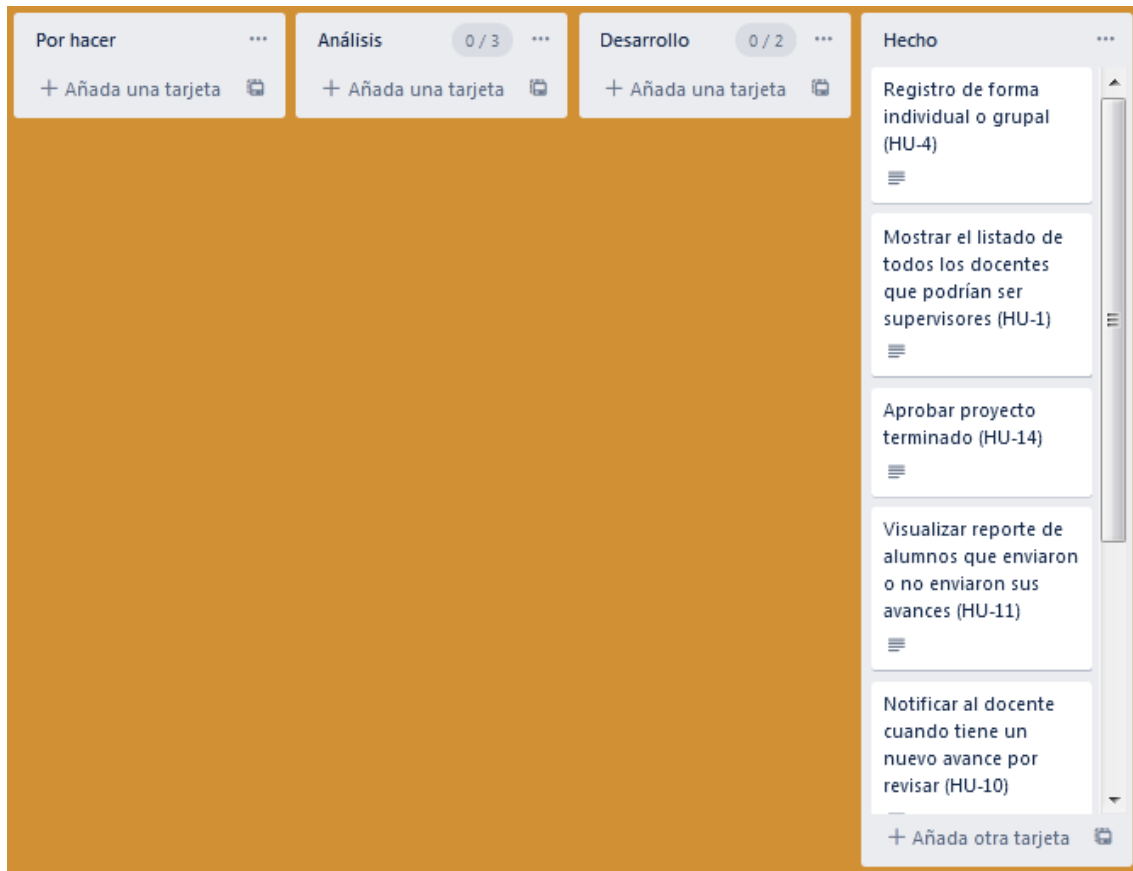 Por hacer
+ Añada una tarjeta
Análisis
0 / 3
+ Añada una tarjeta
Desarrollo
0 / 2
+ Añada una tarjeta
Hecho
Registro de forma
individual o grupal
(HU-4)
Mostrar el listado de
todos los docentes
que podrían ser
supervisores (HU-1)
Aprobar proyecto
terminado (HU-14)
Visualizar reporte de
alumnos que enviaron
o no enviaron sus
avances (HU-11)
Notificar al docente
cuando tiene un
nuevo avance por
revisar (HU-10)
+ Añada otra tarjeta